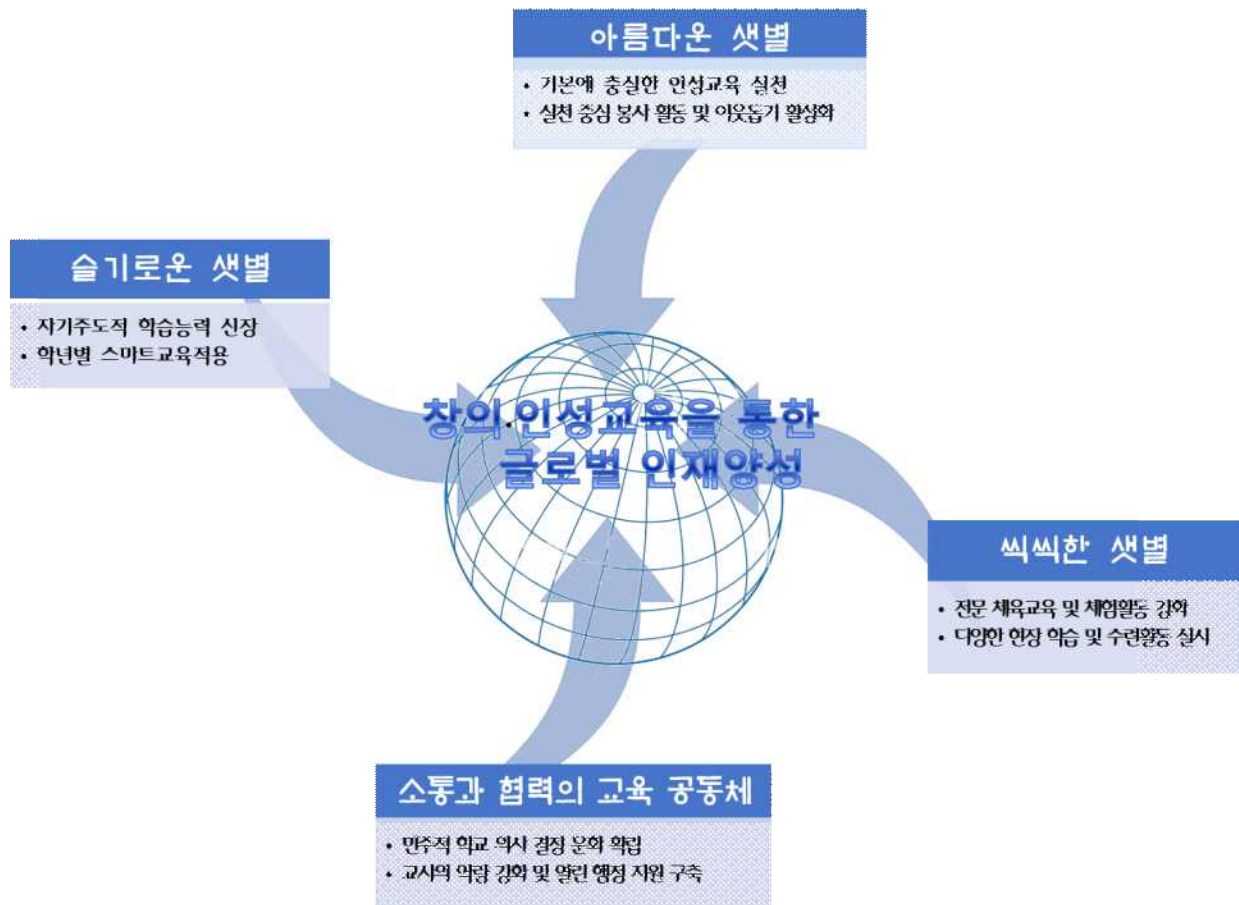 아름다운 샛별
• 기본에 충실한 인성교육 실천
• 실천 중심 봉사 활동 및 이웃돕기 활성화
슬기로운 샛별
• 자기주도적 학습능력 신장
• 학년별 스마트교육적용
창의.인성교육을 통한
글로벌 인재양성
씩씩한 샛별
• 전문 체육교육 및 체험활동 강화
• 다양한 현장 학습 및 수련활동 실시
소통과 협력의 교육 공동체
• 민주적 학교 의사 결정 문화 확립
• 교사의 역량 강화 및 열린 행정 지원 구축